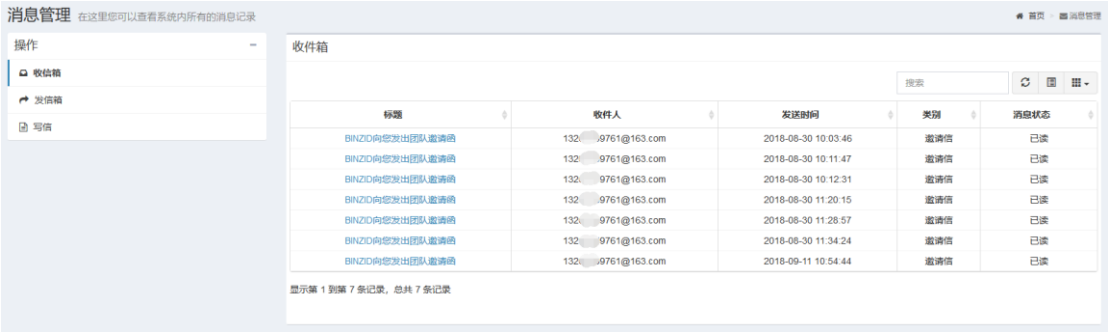 消息管理 在这里您可以查看系统内所有的消息记录
首页 消息管理
操作
收信箱
发信箱
写信
收件箱
搜索
标题 收件人 发送时间 类别 消息状态
BINZID向您发出团队邀请函 132 9761@163.com 2018-08-30 10:03:46 邀请信 已读
BINZID向您发出团队邀请函 132 9761@163.com 2018-08-30 10:11:47 邀请信 已读
BINZID向您发出团队邀请函 132 9761@163.com 2018-08-30 10:12:31 邀请信 已读
BINZID向您发出团队邀请函 132 9761@163.com 2018-08-30 11:20:15 邀请信 已读
BINZID向您发出团队邀请函 132 9761@163.com 2018-08-30 11:28:57 邀请信 已读
BINZID向您发出团队邀请函 132 9761@163.com 2018-08-30 11:34:24 邀请信 已读
BINZID向您发出团队邀请函 132 9761@163.com 2018-09-11 10:54:44 邀请信 已读
显示第 1 到第 7 条记录，总共 7 条记录